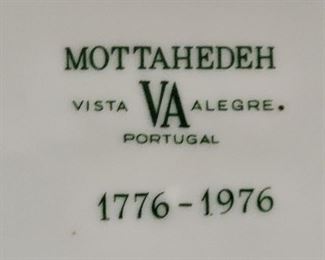 MOTTAHEDEH
VISTA VA ALEGRE.
PORTUGAL
1776-1976